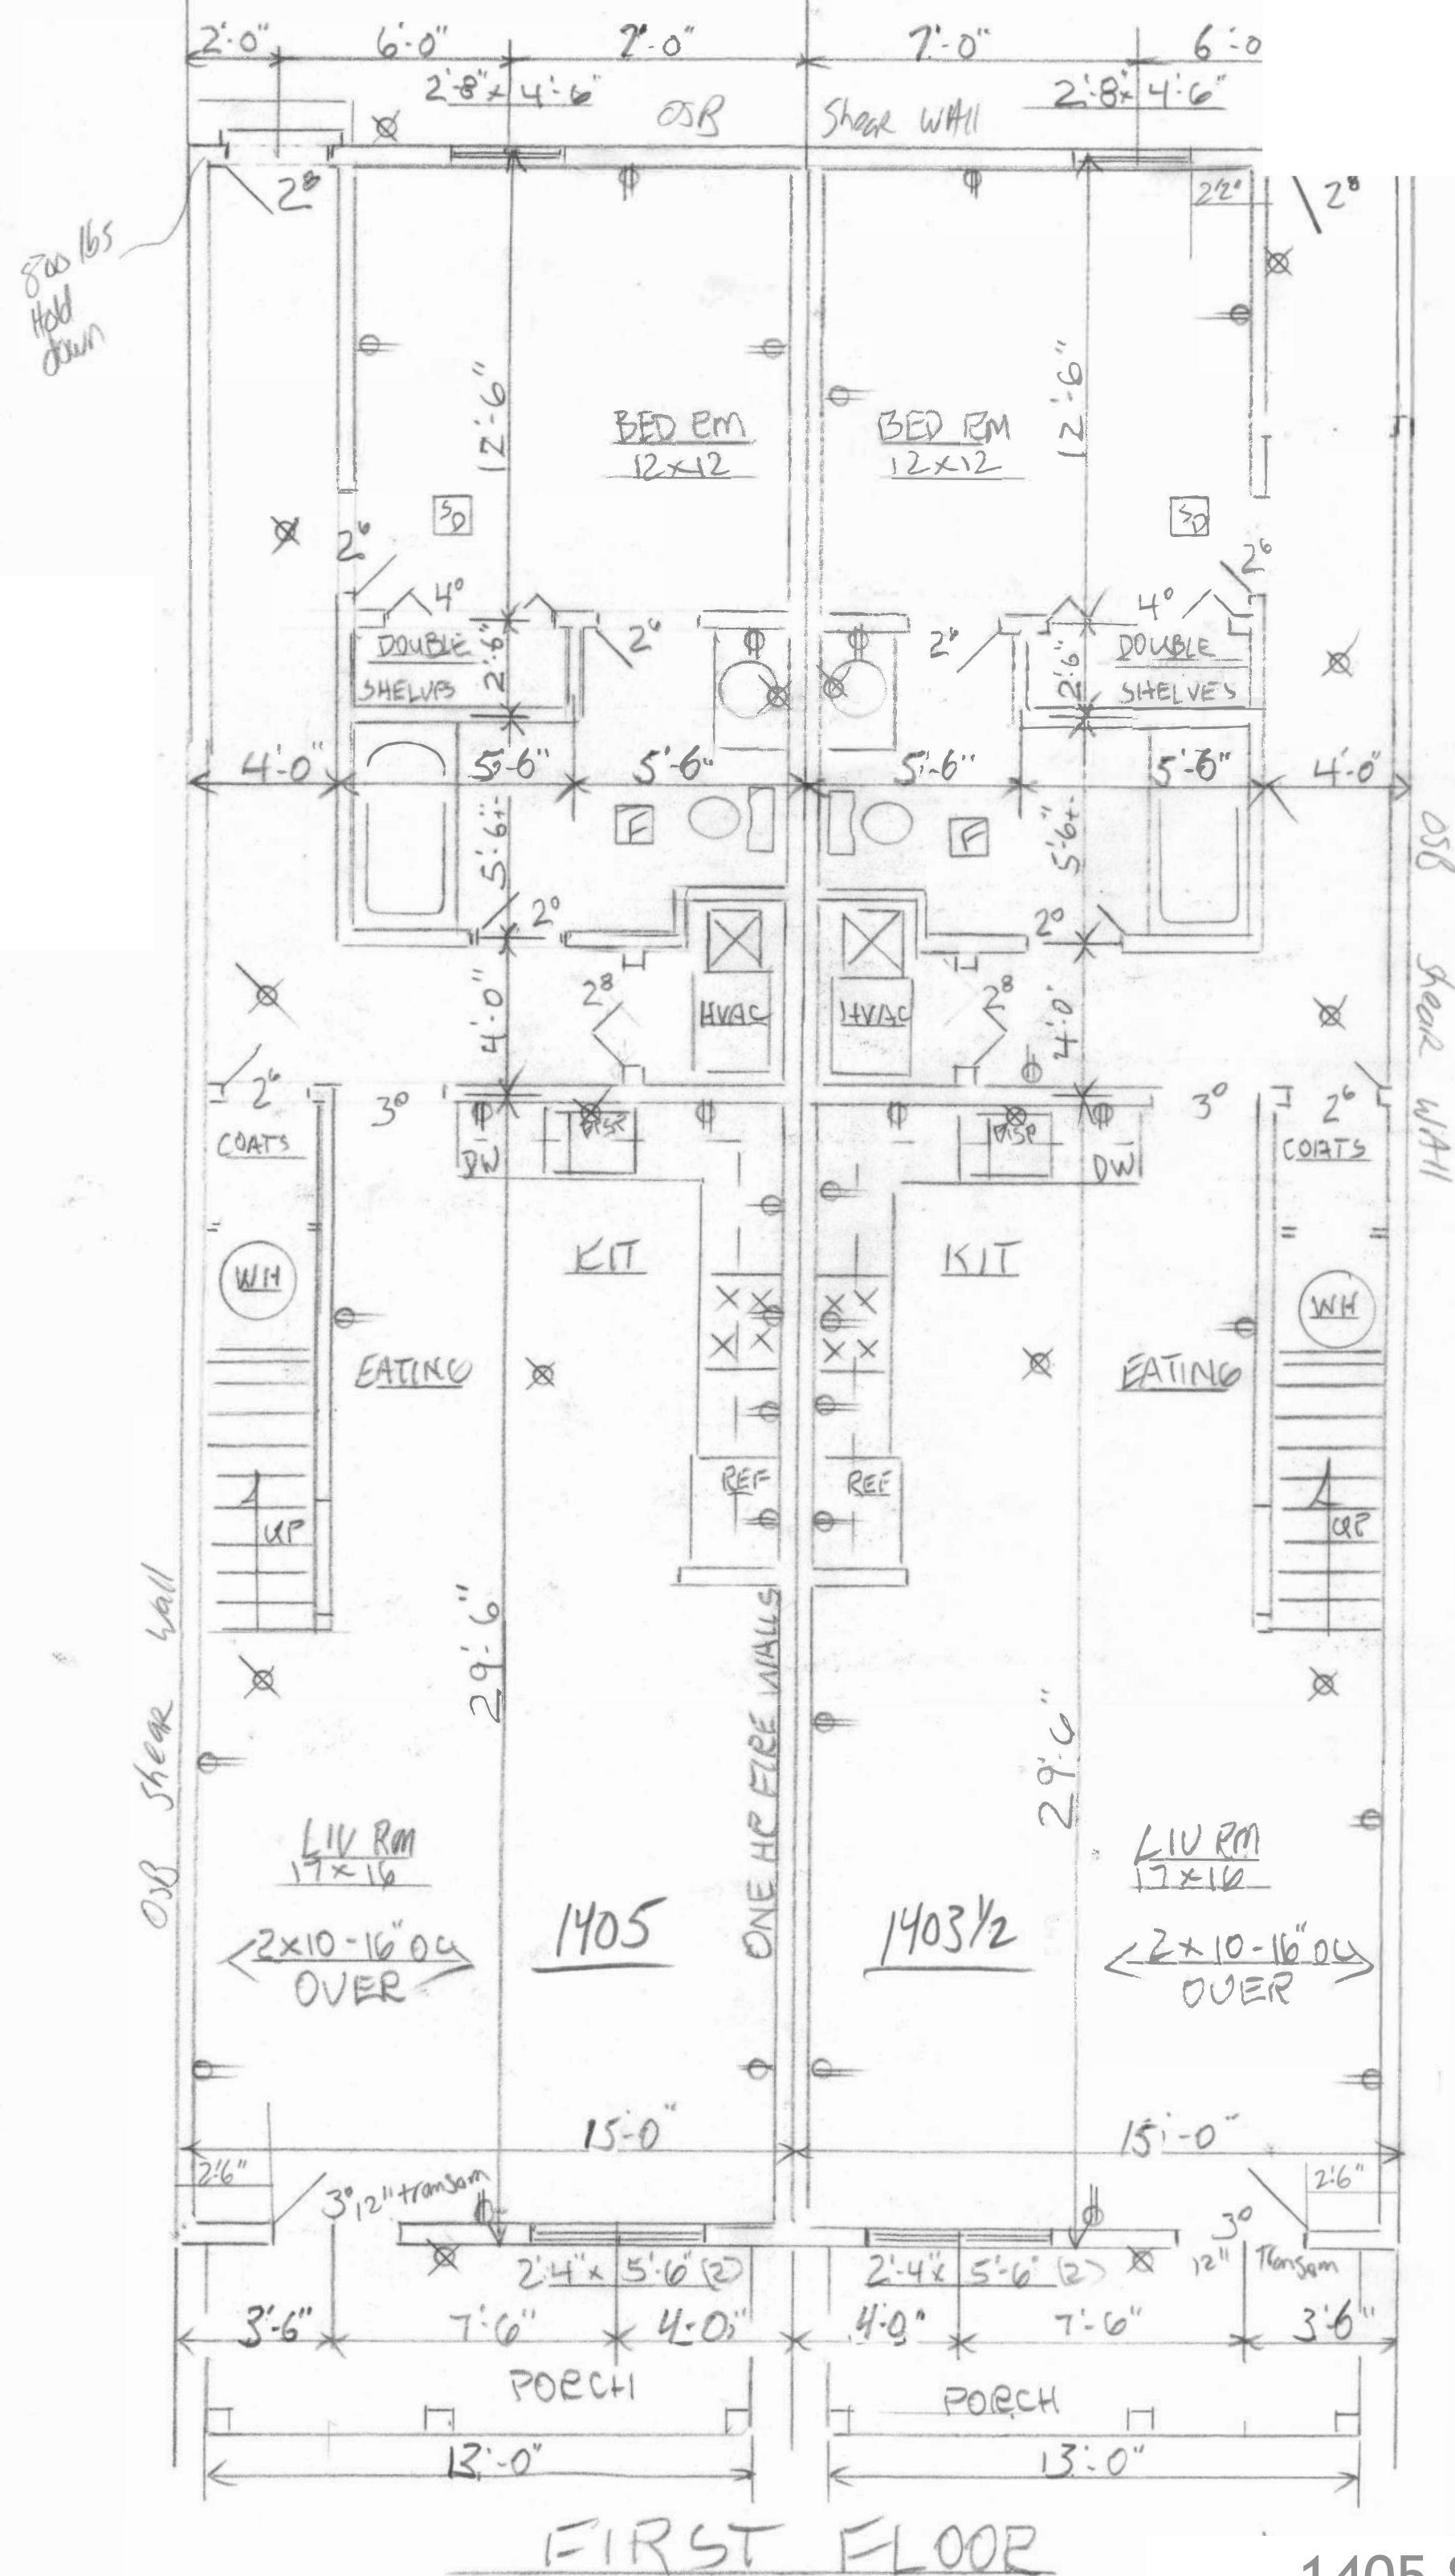 2'-0" 6'-0" 7'-0" 7'-0" 6'-0
2'-8" x 4'-6" 2'-8" x 4'-6"
OSB Shear WAll
2⁸ 2'2" 2⁸
800 lbs
Hold
down
12'-6" 12'-6"
BED RM BED RM
12x12 12x12
SD SD
2⁶ 2⁶
4⁰ 4⁰
2⁶ 2⁶
DOUBLE DOUBLE
SHELVES SHELVES
2'-6" 2'-6"
4'-0" 5'-6" 5'-6" 5'-6" 5'-6" 4'-0"
F F
5'-6"+- 5'-6"+-
OSB Shear WAll
2⁰ 2⁰
2⁸ 2⁸
HVAC HVAC
4'-0" 4'-0"
2⁶ 3⁰ 3⁰ 2⁶
COATS DISP DISP COATS
DW DW
KIT KIT
WH WH
EATING EATING
REF REF
UP UP
29'-6" 29'-6"
OSB Shear Wall
ONE HR FIRE WALLS
LIV RM LIV RM
17x16 17x16
1405 1403 1/2
2x10-16" OC 2x10-16" OC
OVER OVER
15'-0" 15'-0"
2'6" 2'6"
3⁰, 12" transom 3⁰
12" Transom
2'-4" x 5'-6" (2) 2'-4" x 5'-6" (2)
3'-6" 7'-6" 4'-0" 4'-0" 7'-6" 3'-6"
PORCH PORCH
13'-0" 13'-0"
FIRST FLOOR
1405